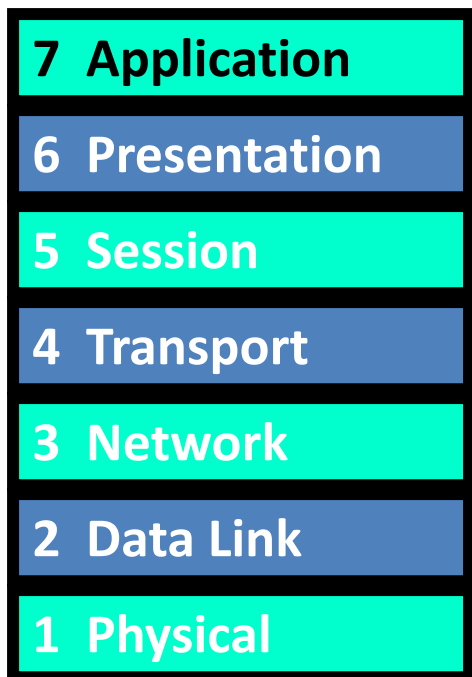 7 Application
6 Presentation
5 Session
4 Transport
3 Network
2 Data Link
1 Physical